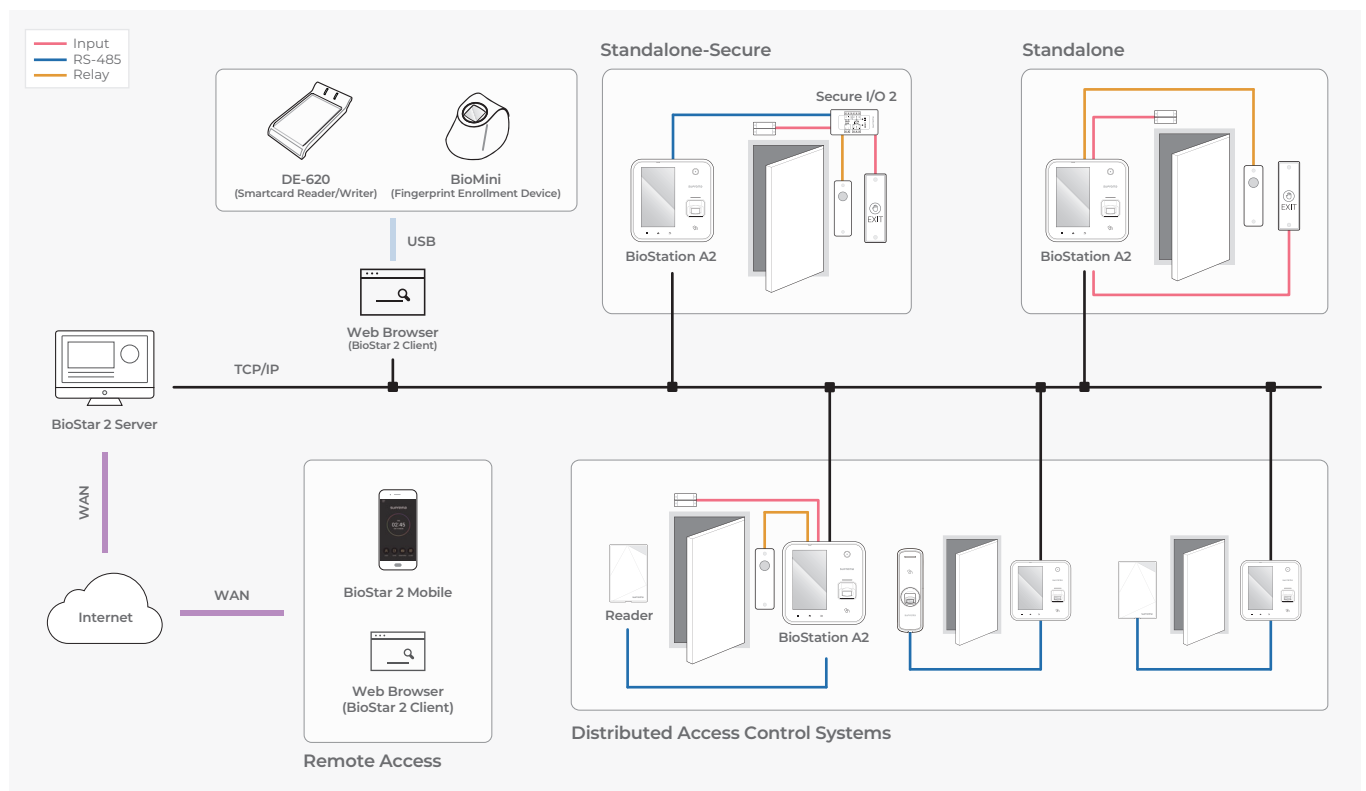 Input
RS-485
Relay
Standalone-Secure
Standalone
Secure I/O 2
DE-620
(Smartcard Reader/Writer)
BioMini
(Fingerprint Enrollment Device)
EXIT
EXIT
BioStation A2
BioStation A2
USB
Web Browser
(BioStar 2 Client)
TCP/IP
BioStar 2 Server
WAN
Internet
WAN
02:45
BioStar 2 Mobile
Web Browser
(BioStar 2 Client)
Remote Access
Reader
BioStation A2
Distributed Access Control Systems